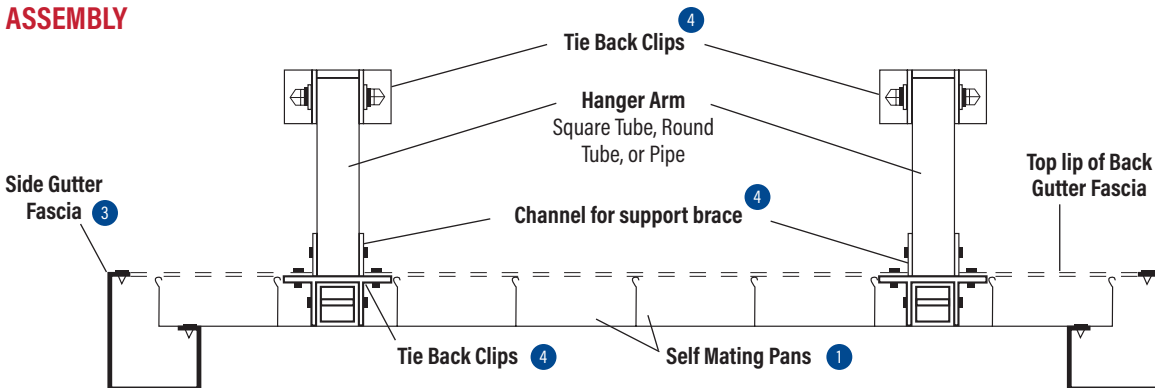 ASSEMBLY
Tie Back Clips 4
Hanger Arm
Square Tube, Round
Tube, or Pipe
Side Gutter
Fascia 3
Top lip of Back
Gutter Fascia
Channel for support brace 4
Tie Back Clips 4
Self Mating Pans 1